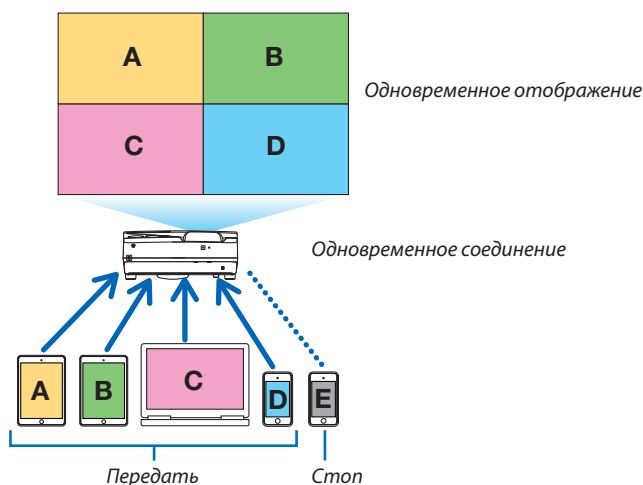 A B
Одновременное отображение
C D
Одновременное соединение
A B C D E
Передать Стоп